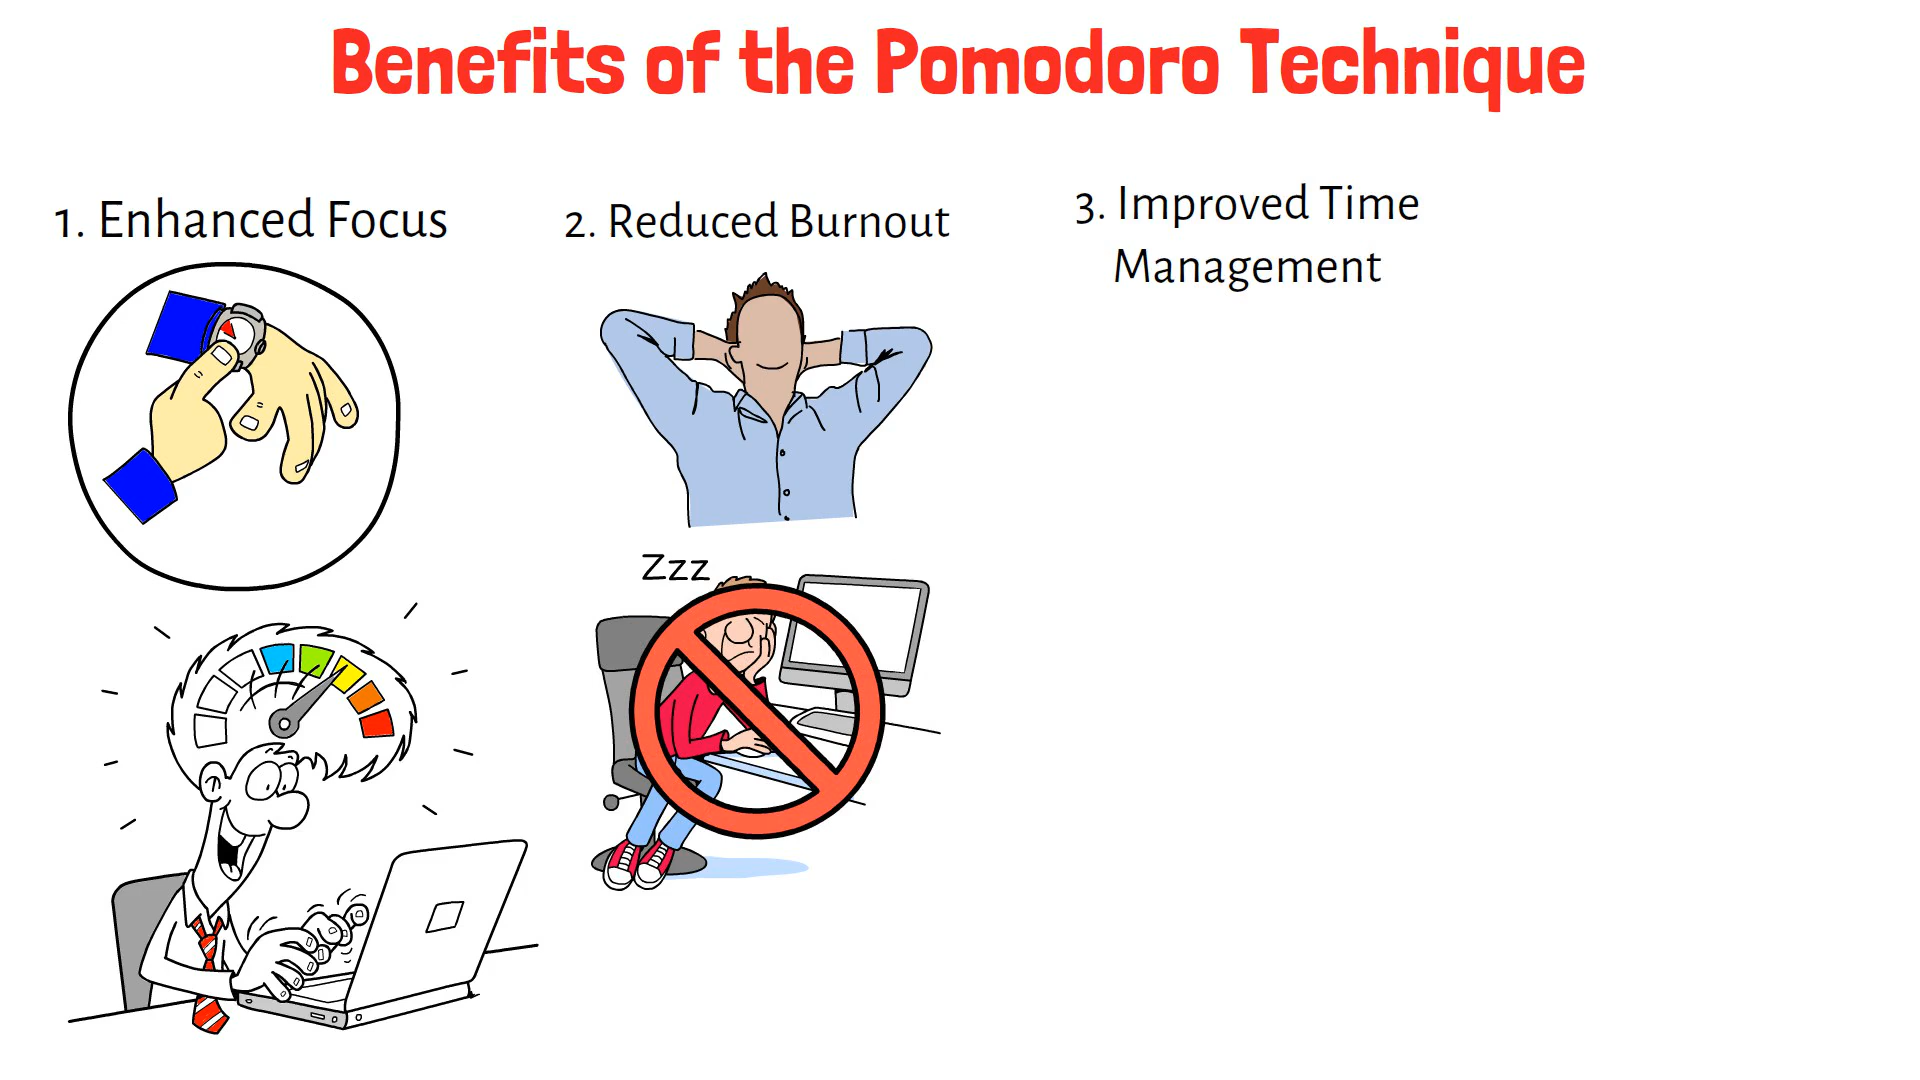 Benefits of the Pomodoro Technique
1. Enhanced Focus
2. Reduced Burnout
3. Improved Time
Management
Zzz